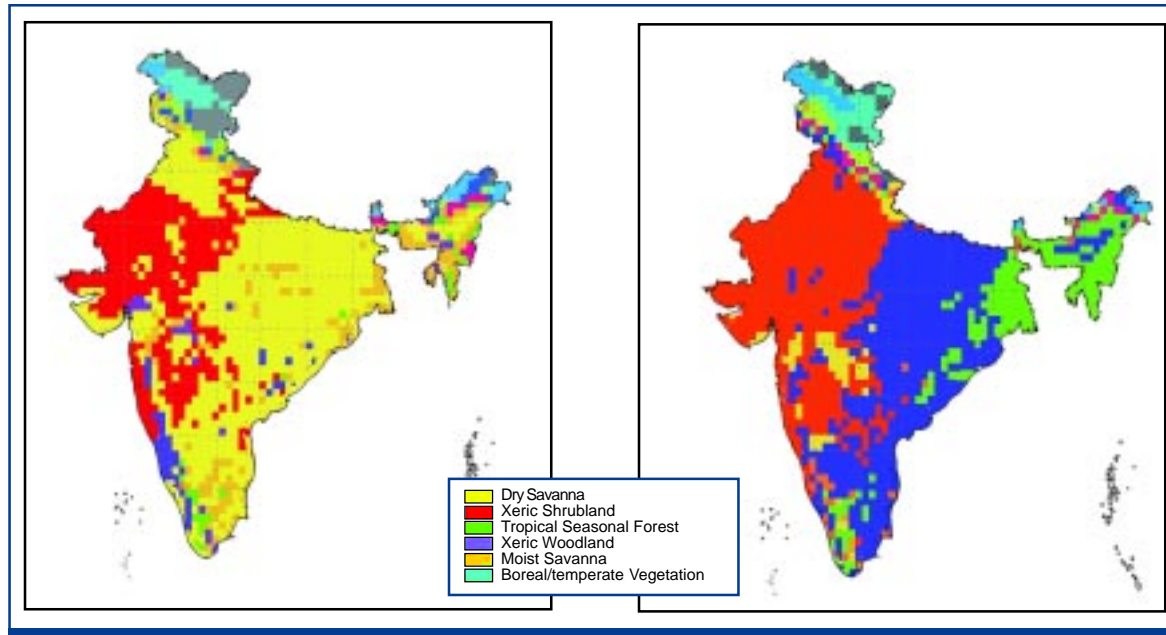 Dry Savanna
Xeric Shrubland
Tropical Seasonal Forest
Xeric Woodland
Moist Savanna
Boreal/temperate Vegetation